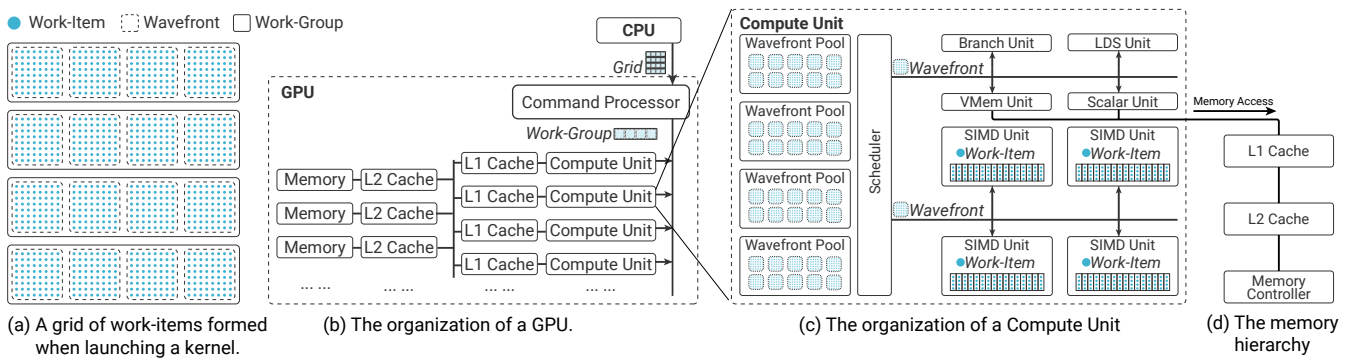 Work-Item Wavefront Work-Group
(a) A grid of work-items formed
when launching a kernel.
CPU
Grid
GPU
Command Processor
Work-Group
L1 Cache Compute Unit
Memory L2 Cache
L1 Cache Compute Unit
Memory L2 Cache
L1 Cache Compute Unit
Memory L2 Cache
L1 Cache Compute Unit
... ... ... ... ... ... ... ...
(b) The organization of a GPU.
Compute Unit
Wavefront Pool
Wavefront Pool
Wavefront Pool
Wavefront Pool
Scheduler
Branch Unit LDS Unit
Wavefront
VMem Unit Scalar Unit
SIMD Unit SIMD Unit
Work-Item Work-Item
Wavefront
SIMD Unit SIMD Unit
Work-Item Work-Item
(c) The organization of a Compute Unit
Memory Access
L1 Cache
L2 Cache
Memory
Controller
(d) The memory
hierarchy